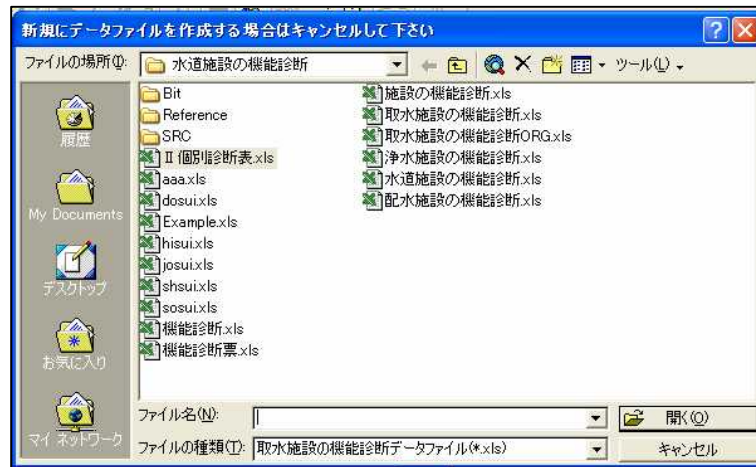 新規にデータファイルを作成する場合はキャンセルして下さい
ファイルの場所(I):
水道施設の機能診断
ツール(L)
履歴
My Documents
デスクトップ
お気に入り
マイ ネットワーク
Bit
Reference
SRC
Ⅱ個別診断表.xls
aaa.xls
dosui.xls
Example.xls
hisui.xls
josui.xls
shsui.xls
sosui.xls
機能診断.xls
機能診断票.xls
施設の機能診断.xls
取水施設の機能診断.xls
取水施設の機能診断ORG.xls
浄水施設の機能診断.xls
水道施設の機能診断.xls
配水施設の機能診断.xls
ファイル名(N):
開く(O)
ファイルの種類(T):
取水施設の機能診断データファイル(*.xls)
キャンセル